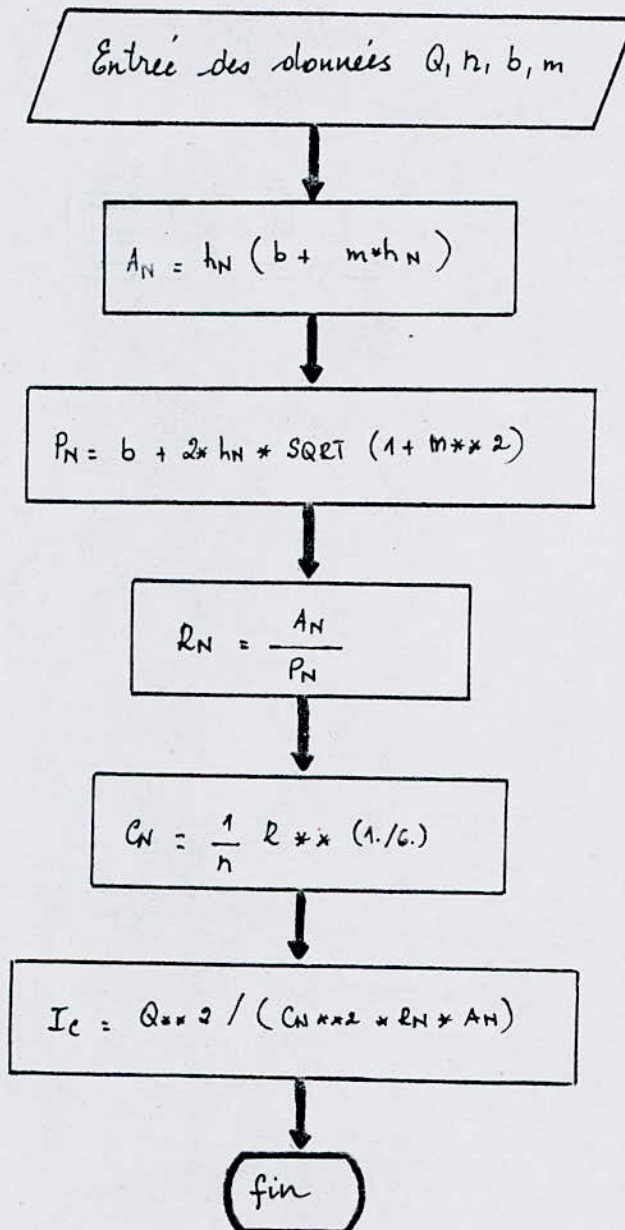 Entrée des données Q, n, b, m
A_N = h_N ( b + m*h_N )
P_N = b + 2* h_N * SQRT (1 + m**2)
R_N = A_N / P_N
C_N = 1/n R ** (1./6.)
I_c = Q**2 / ( C_N**2 * R_N * A_N)
fin